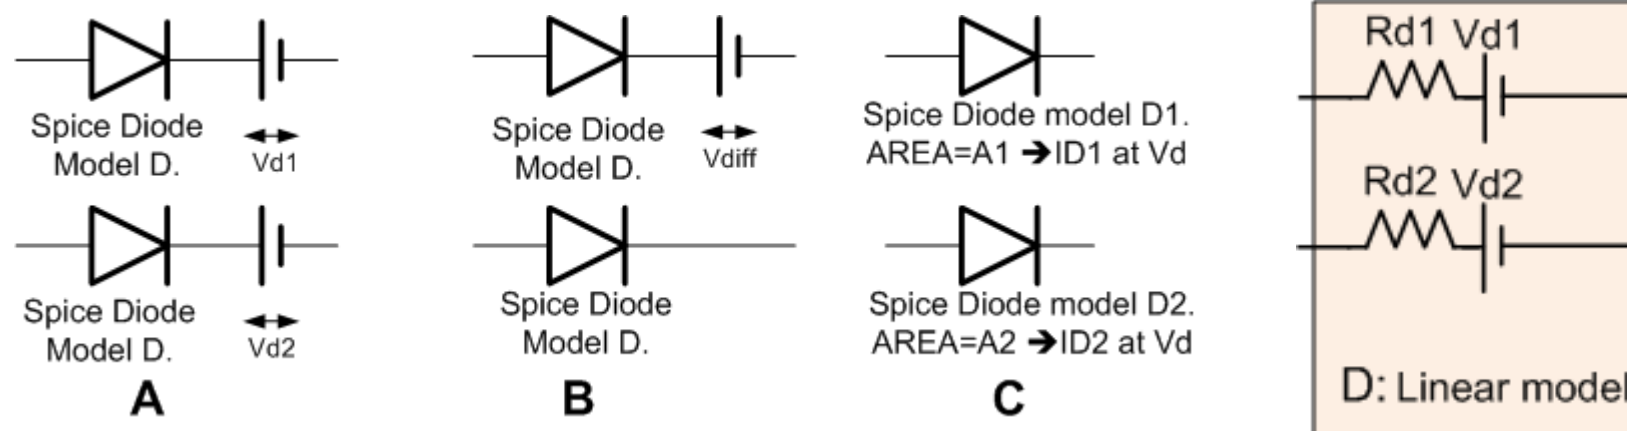 Spice Diode
Model D.
Vd1
Spice Diode
Model D.
Vd2
A
Spice Diode
Model D.
Vdiff
Spice Diode
Model D.
B
Spice Diode model D1.
AREA=A1 ➔ID1 at Vd
Spice Diode model D2.
AREA=A2 ➔ID2 at Vd
C
Rd1 Vd1
Rd2 Vd2
D: Linear model